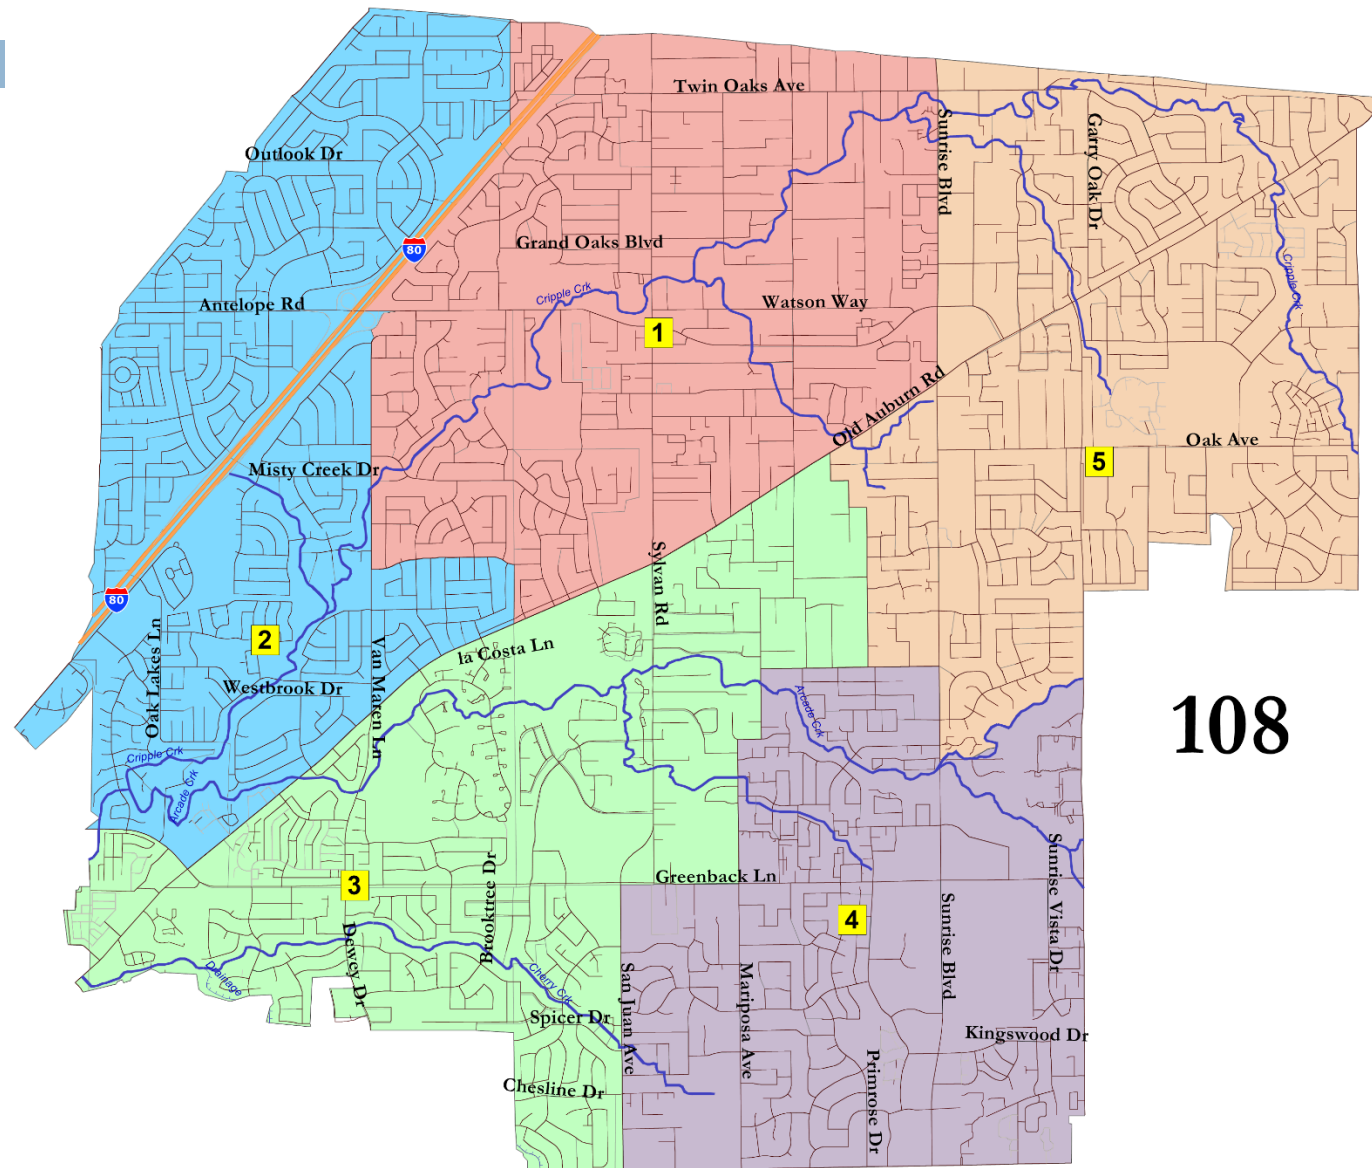 Twin Oaks Ave
Sunrise Blvd
Garry Oak Dr
Outlook Dr
80
Grand Oaks Blvd
Cripple Crk
Cripple Crk
Antelope Rd
Watson Way
1
Old Auburn Rd
Oak Ave
5
Misty Creek Dr
80
Sylvan Rd
2
Oak Lakes Ln
Van Maren Ln
la Costa Ln
Westbrook Dr
Arcade Crk
108
Cripple Crk
Arcade Crk
Greenback Ln
3
Brooktree Dr
4
Sunrise Blvd
Sunrise Vista Dr
Dewey Dr
Drainage
Cherry Crk
San Juan Ave
Mariposa Ave
Spicer Dr
Kingswood Dr
Primrose Dr
Chesline Dr